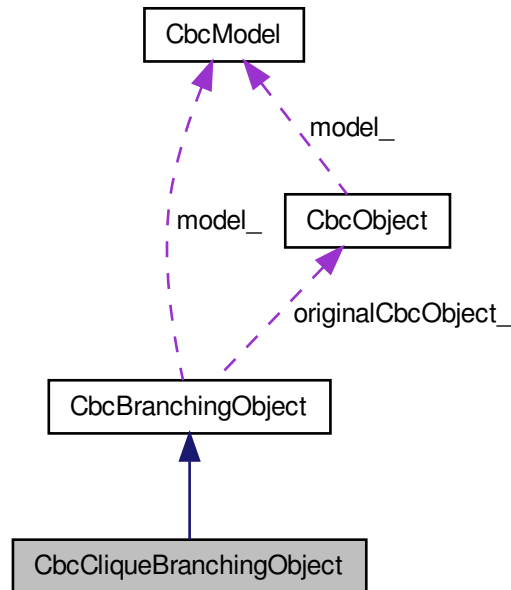 CbcModel
model_
CbcObject
model_
originalCbcObject_
CbcBranchingObject
CbcCliqueBranchingObject